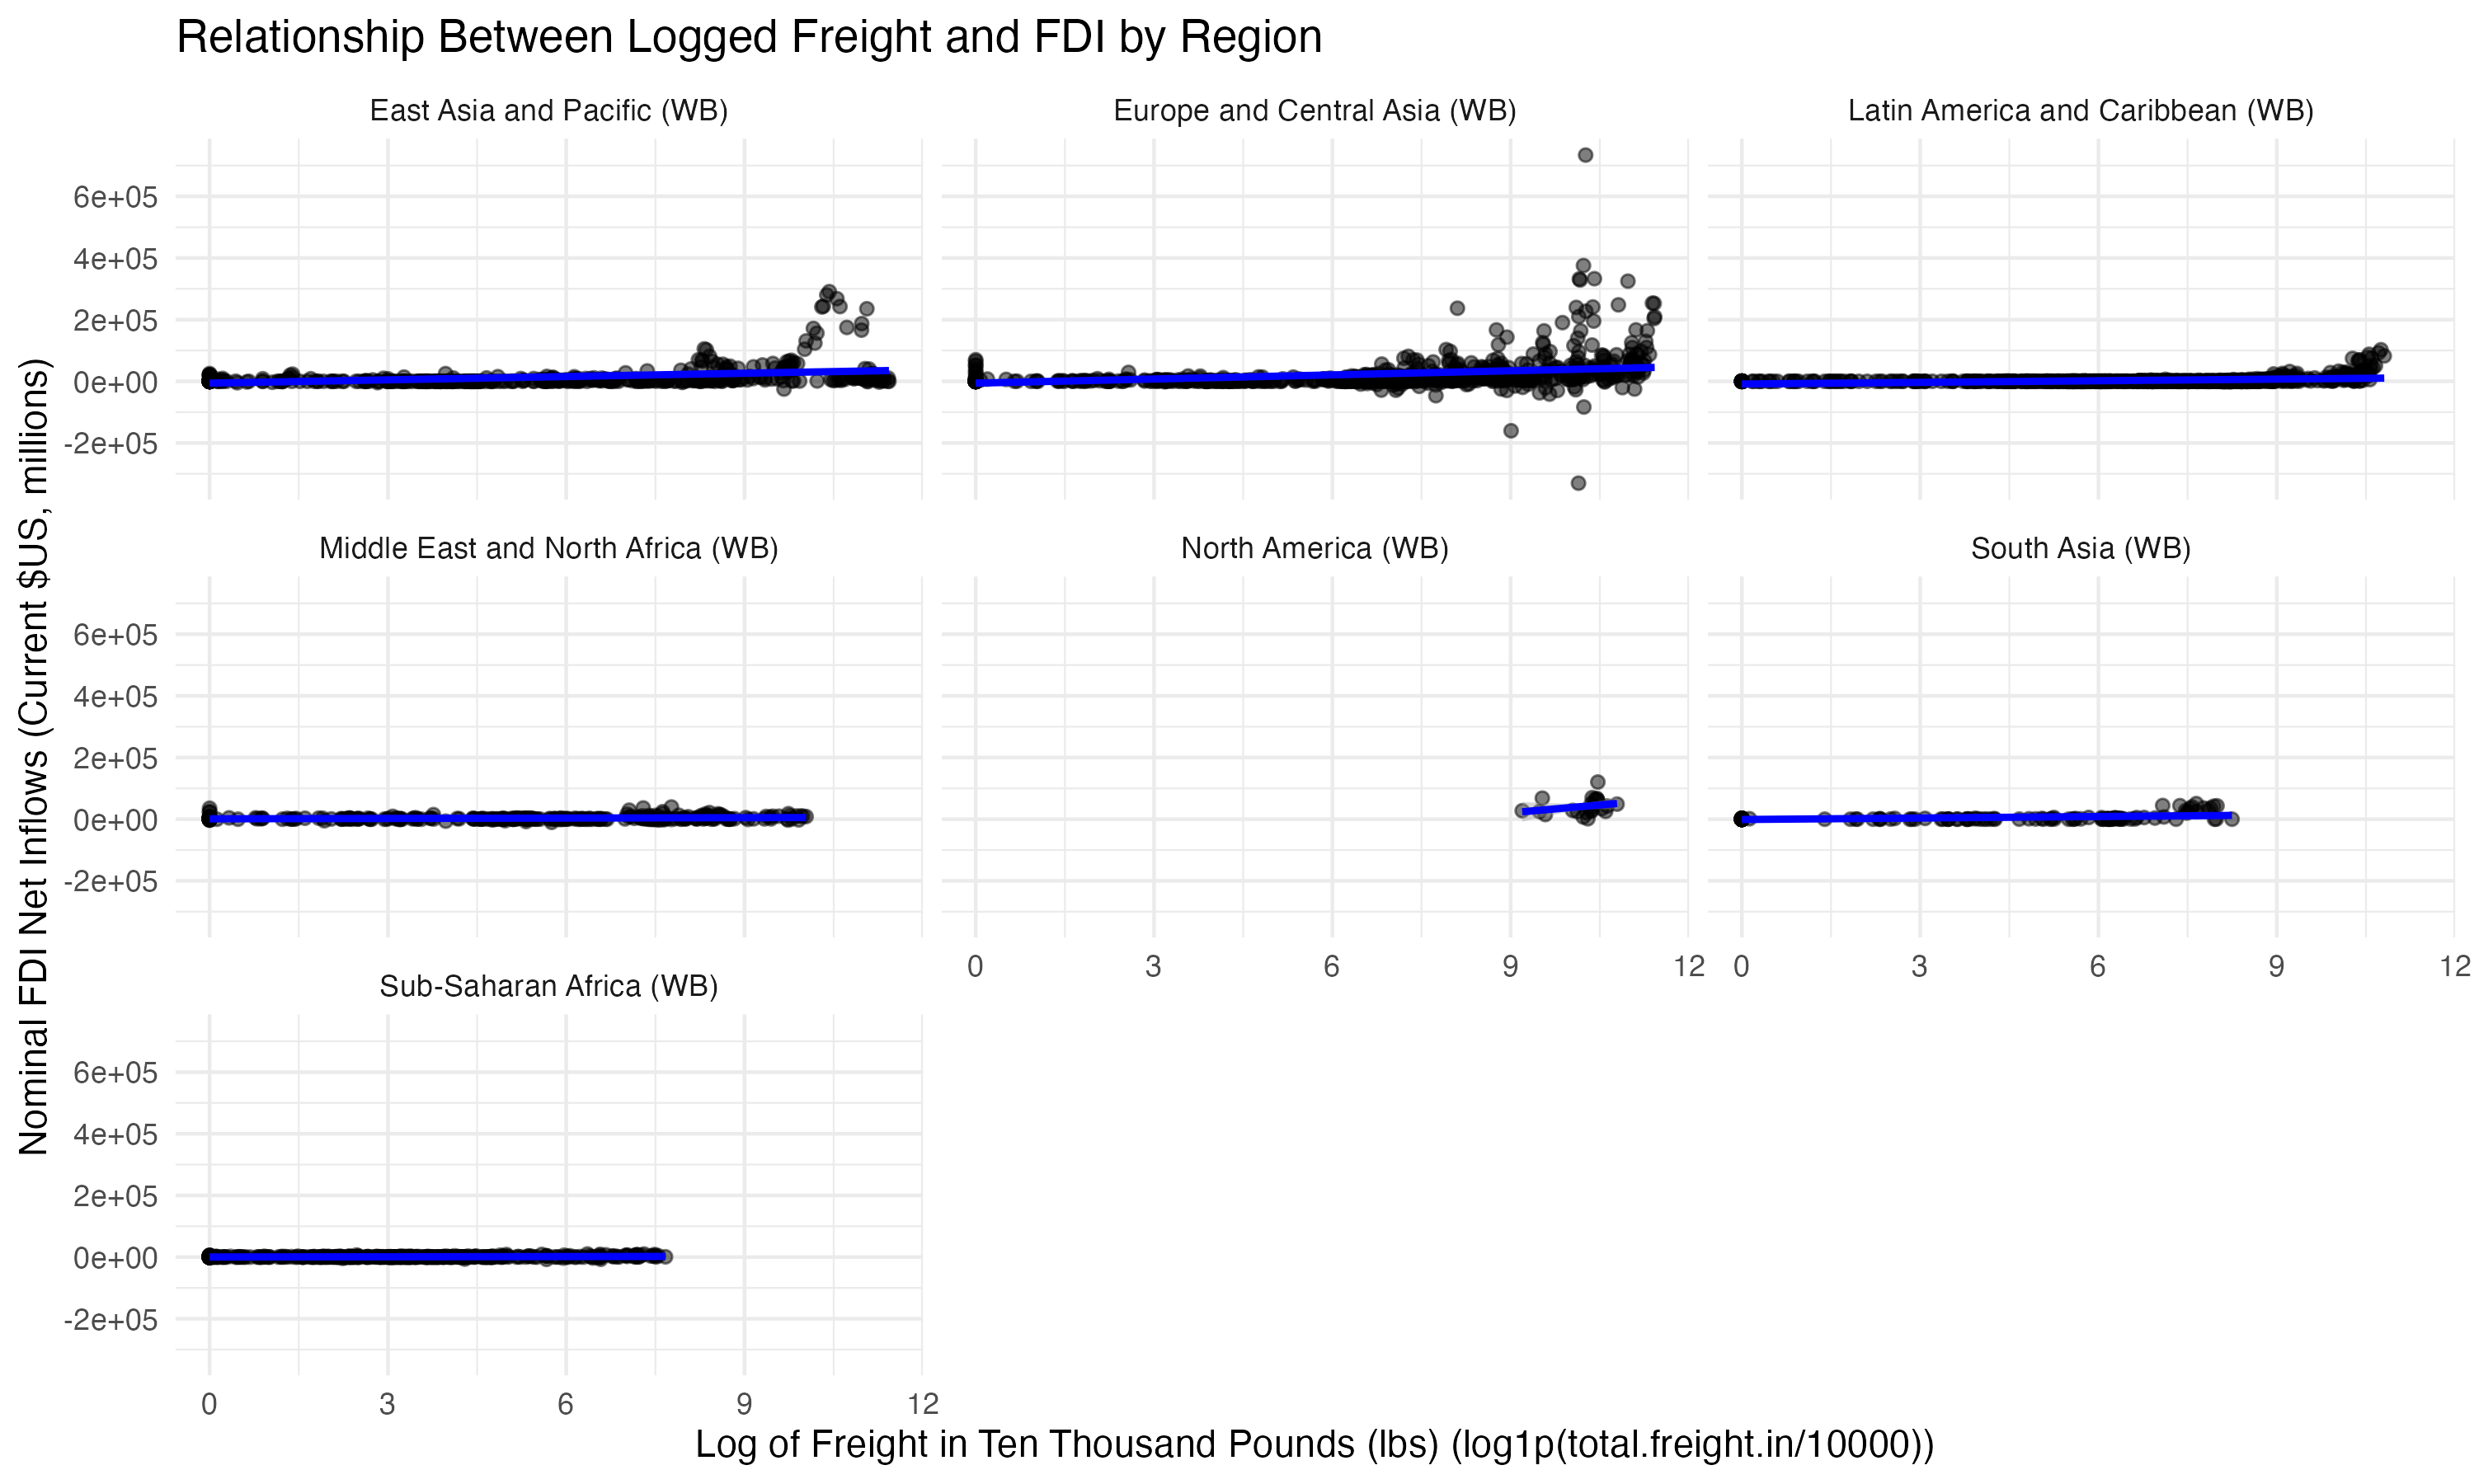 Relationship Between Logged Freight and FDI by Region
East Asia and Pacific (WB)
Europe and Central Asia (WB)
Latin America and Caribbean (WB)
6e+05
4e+05
2e+05
0e+00
-2e+05
Middle East and North Africa (WB)
North America (WB)
South Asia (WB)
6e+05
4e+05
2e+05
0e+00
-2e+05
0 3 6 9 12
0 3 6 9 12
Sub-Saharan Africa (WB)
6e+05
4e+05
2e+05
0e+00
-2e+05
0 3 6 9 12
Nominal FDI Net Inflows (Current $US, millions)
Log of Freight in Ten Thousand Pounds (lbs) (log1p(total.freight.in/10000))